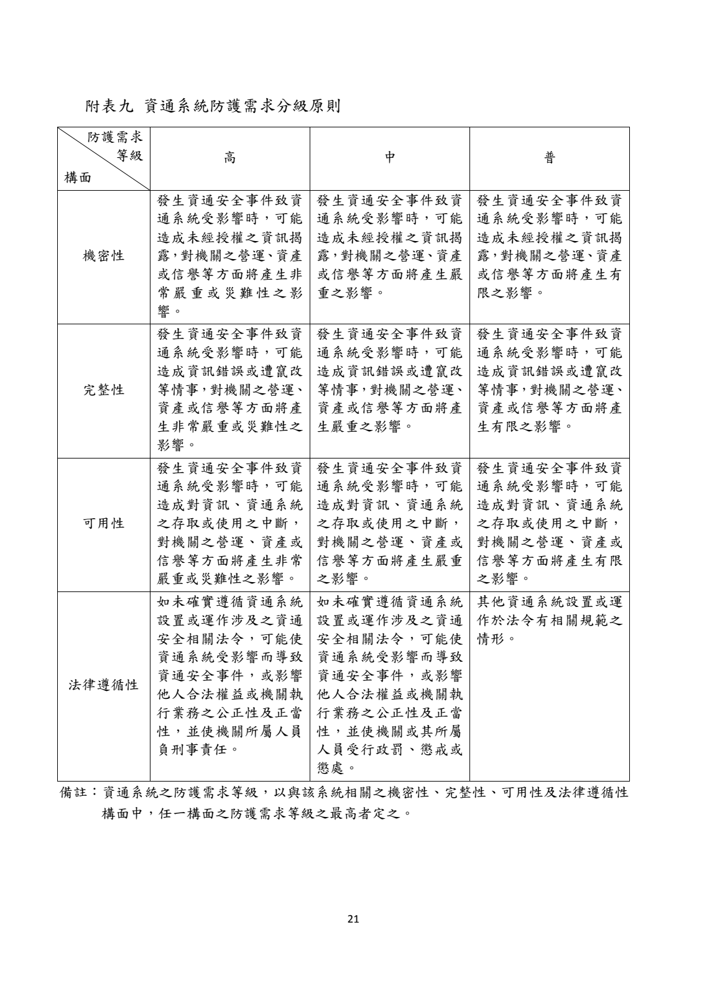 附表九 資通系統防護需求分級原則
防護需求
等級
構面
高
中
普
機密性
發生資通安全事件致資
通系統受影響時，可能
造成未經授權之資訊揭
露，對機關之營運、資產
或信譽等方面將產生非
常嚴重或災難性之影
響。
發生資通安全事件致資
通系統受影響時，可能
造成未經授權之資訊揭
露，對機關之營運、資產
或信譽等方面將產生嚴
重之影響。
發生資通安全事件致資
通系統受影響時，可能
造成未經授權之資訊揭
露，對機關之營運、資產
或信譽等方面將產生有
限之影響。
完整性
發生資通安全事件致資
通系統受影響時，可能
造成資訊錯誤或遭竄改
等情事，對機關之營運、
資產或信譽等方面將產
生非常嚴重或災難性之
影響。
發生資通安全事件致資
通系統受影響時，可能
造成資訊錯誤或遭竄改
等情事，對機關之營運、
資產或信譽等方面將產
生嚴重之影響。
發生資通安全事件致資
通系統受影響時，可能
造成資訊錯誤或遭竄改
等情事，對機關之營運、
資產或信譽等方面將產
生有限之影響。
可用性
發生資通安全事件致資
通系統受影響時，可能
造成對資訊、資通系統
之存取或使用之中斷，
對機關之營運、資產或
信譽等方面將產生非常
嚴重或災難性之影響。
發生資通安全事件致資
通系統受影響時，可能
造成對資訊、資通系統
之存取或使用之中斷，
對機關之營運、資產或
信譽等方面將產生嚴重
之影響。
發生資通安全事件致資
通系統受影響時，可能
造成對資訊、資通系統
之存取或使用之中斷，
對機關之營運、資產或
信譽等方面將產生有限
之影響。
法律遵循性
如未確實遵循資通系統
設置或運作涉及之資通
安全相關法令，可能使
資通系統受影響而導致
資通安全事件，或影響
他人合法權益或機關執
行業務之公正性及正當
性，並使機關所屬人員
負刑事責任。
如未確實遵循資通系統
設置或運作涉及之資通
安全相關法令，可能使
資通系統受影響而導致
資通安全事件，或影響
他人合法權益或機關執
行業務之公正性及正當
性，並使機關或其所屬
人員受行政罰、懲戒或
懲處。
其他資通系統設置或運
作於法令有相關規範之
情形。
備註：資通系統之防護需求等級，以與該系統相關之機密性、完整性、可用性及法律遵循性
構面中，任一構面之防護需求等級之最高者定之。
21